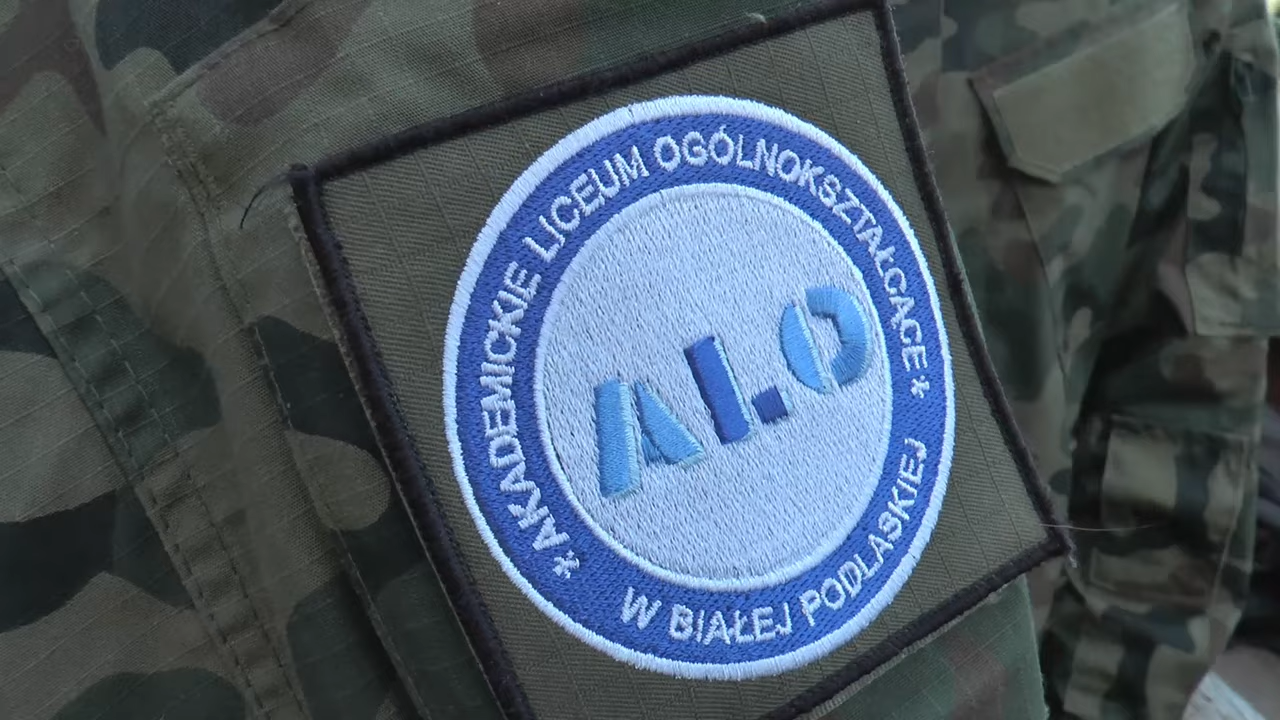 * AKADEMICKIE LICEUM OGÓLNOKSZTAŁCĄCE *
ALO
W BIAŁEJ PODLASKIEJ